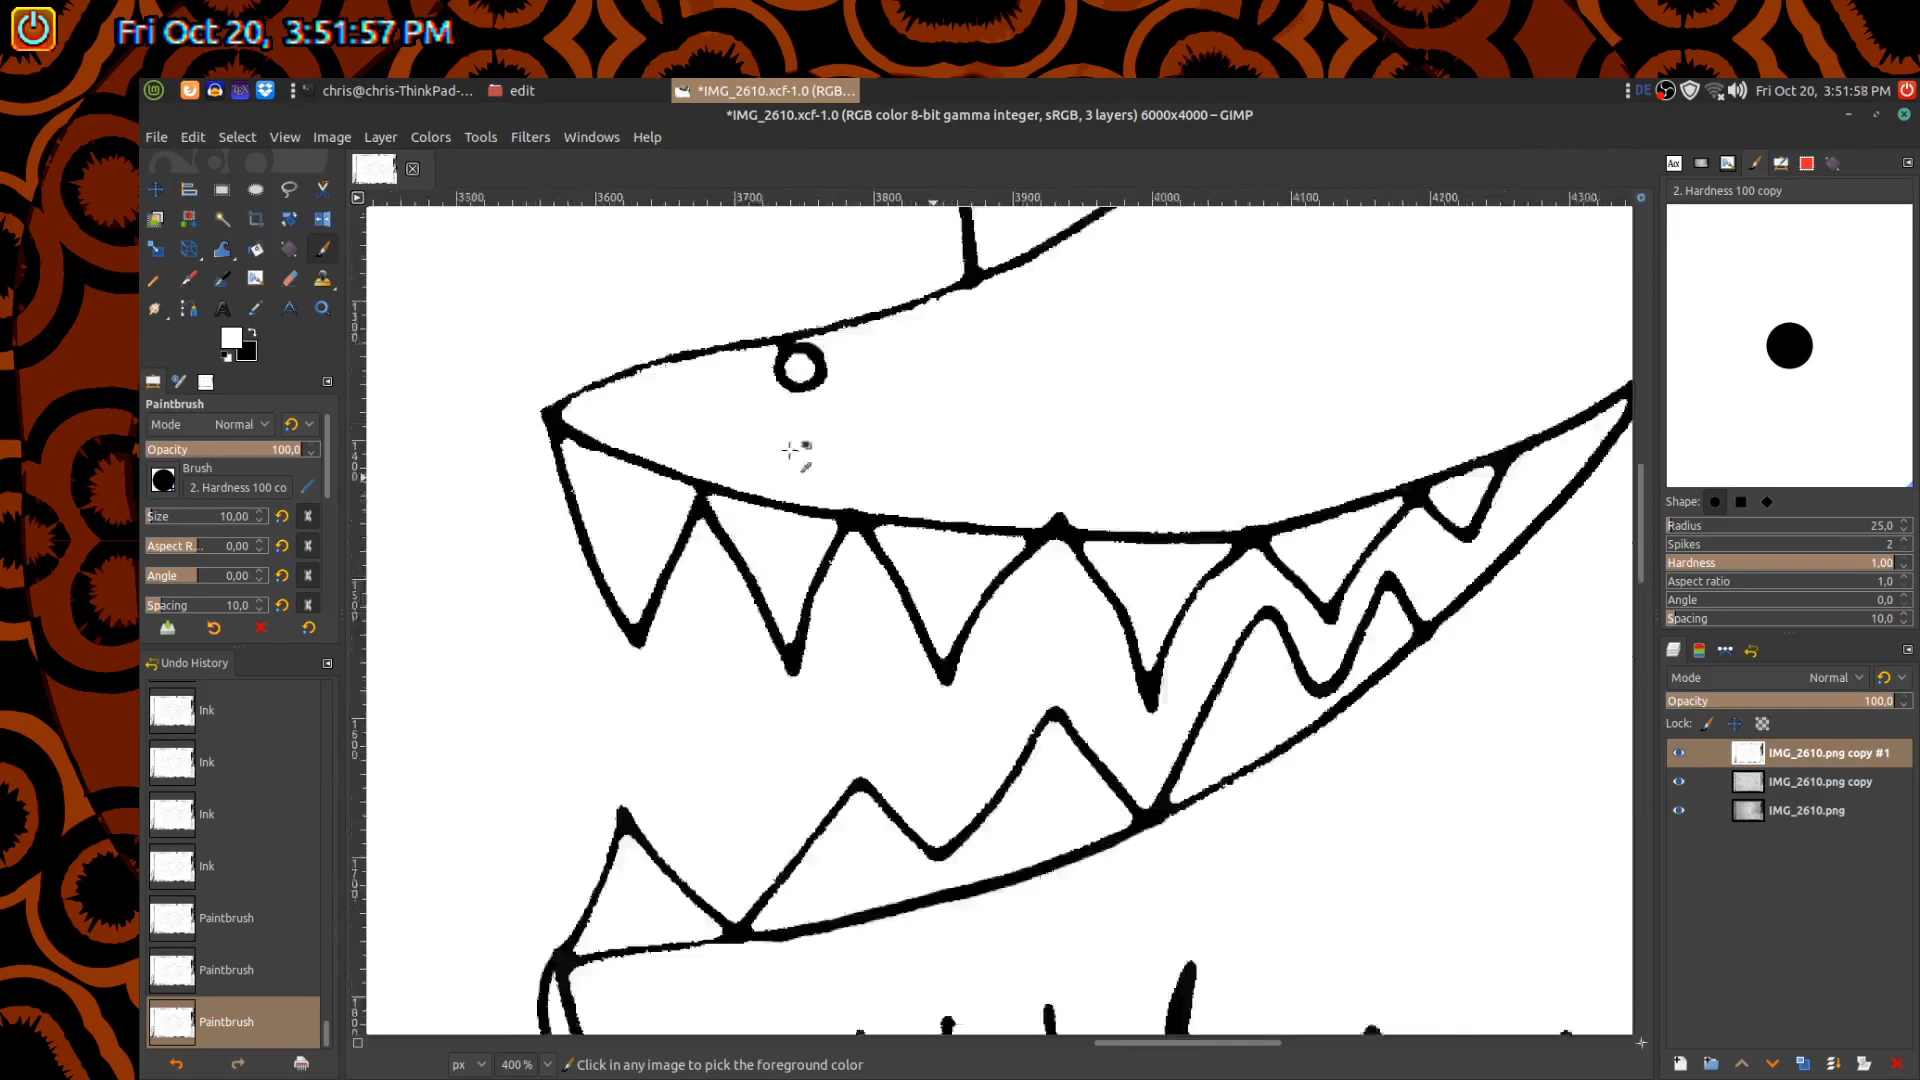 Fri Oct 20, 3:51:57 PM
chris@chris-ThinkPad-...
edit
*IMG_2610.xcf-1.0 (RGB...
DE
Fri Oct 20, 3:51:58 PM
*IMG_2610.xcf-1.0 (RGB color 8-bit gamma integer, sRGB, 3 layers) 6000x4000 – GIMP
File Edit Select View Image Layer Colors Tools Filters Windows Help
3500 3600 3700 3800 3900 4000 4100 4200 4300
Paintbrush
Mode Normal
Opacity 100,0
Brush
2. Hardness 100 co
Size 10,00
Aspect R... 0,00
Angle 0,00
Spacing 10,0
Undo History
Ink
Ink
Ink
Ink
Paintbrush
Paintbrush
Paintbrush
px 400 % Click in any image to pick the foreground color
2. Hardness 100 copy
Shape:
Radius 25,0
Spikes 2
Hardness 1,00
Aspect ratio 1,0
Angle 0,0
Spacing 10,0
Mode Normal
Opacity 100,0
Lock:
IMG_2610.png copy #1
IMG_2610.png copy
IMG_2610.png